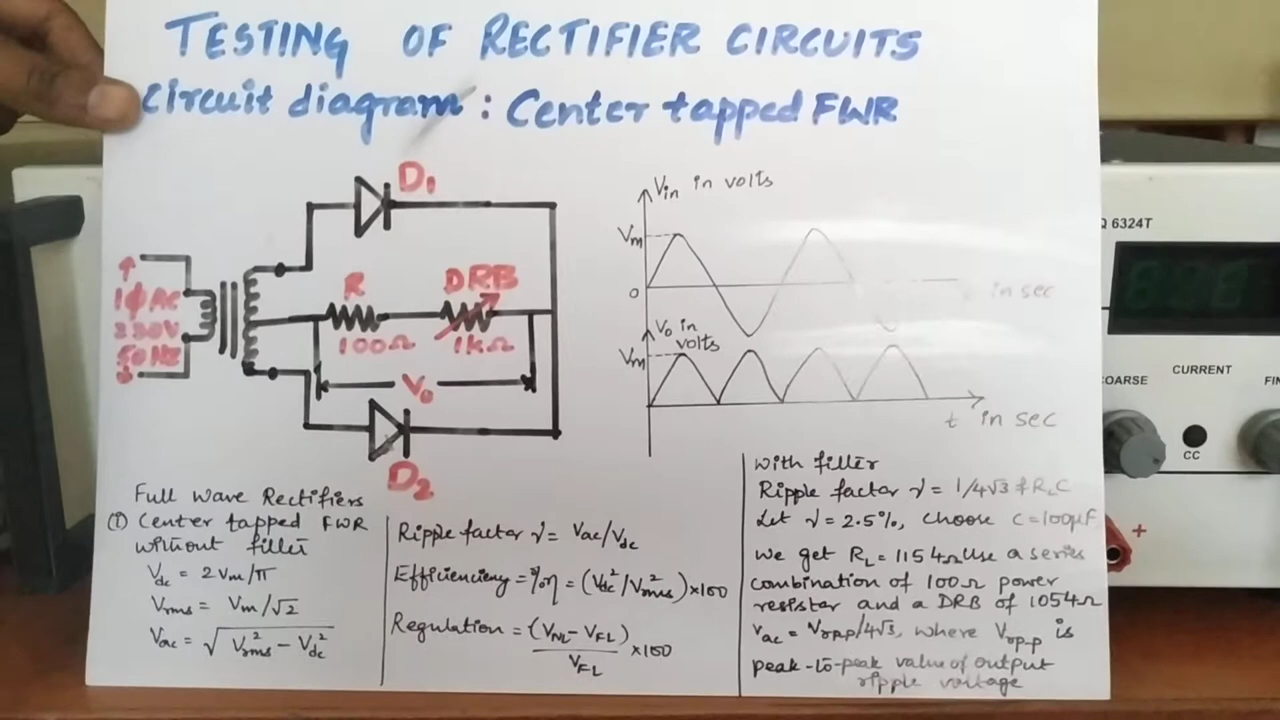 TESTING OF RECTIFIER CIRCUITS
Circuit diagram : Center tapped FWR
D1
1ϕ AC
230V
50 Hz
R
100Ω
DRB
1kΩ
Vo
D2
Vin in volts
Vm
0
in sec
Vo in
volts
Vm
t in sec
Full Wave Rectifiers
(1) Center tapped FWR
without filter
Vdc = 2Vm/π
Vrms = Vm/√2
Vac = √(Vrms² - Vdc²)
Ripple factor γ = Vac/Vdc
Efficienciency = %η = (Vdc²/Vrms²)×100
Regulation = (VNL - VFL)/VFL ×100
With filter
Ripple factor γ = 1/4√3 f RLC
Let γ = 2.5%, choose C = 100μF
We get RL = 1154Ω Use a series
combination of 100Ω power
resistor and a DRB of 1054Ω
Vac = Vrp-p/4√3, where Vrp-p is
peak-to-peak value of output
ripple voltage
Q 6324T
COARSE
CURRENT
FIN
CC
+